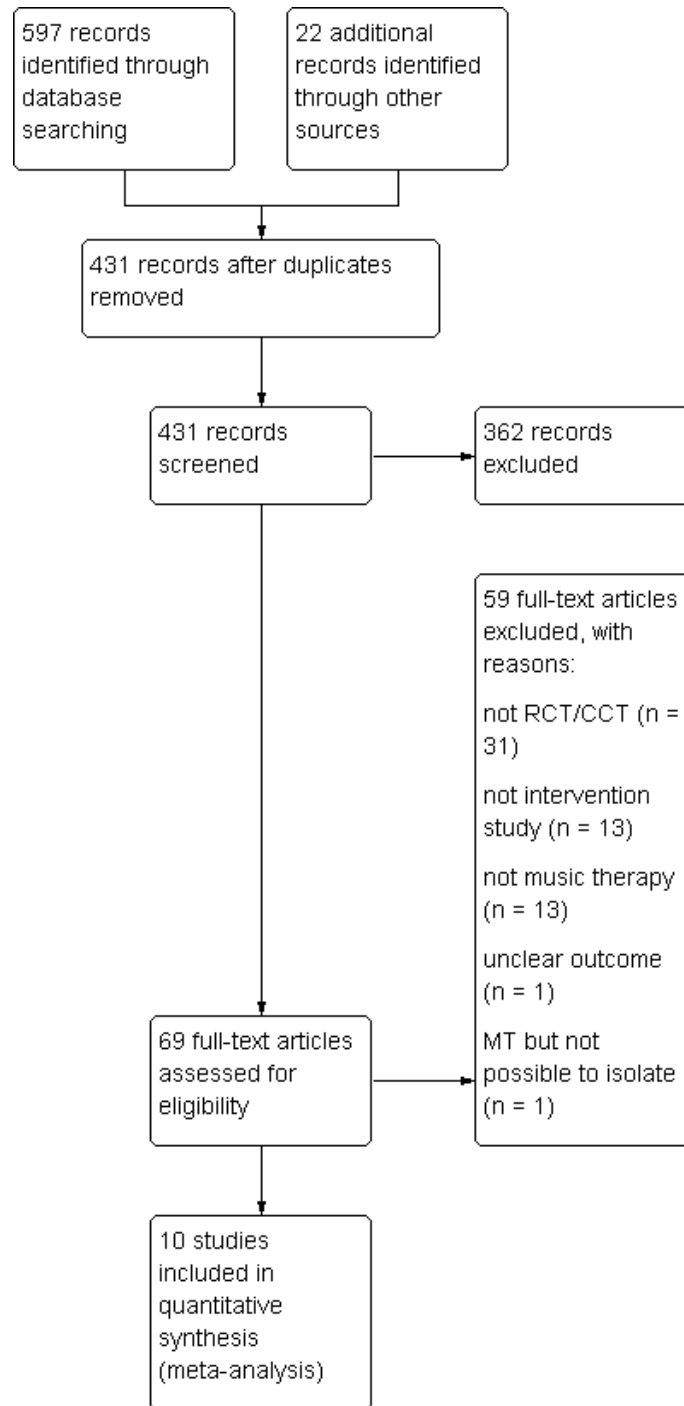 597 records
identified through
database
searching
22 additional
records identified
through other
sources
431 records after duplicates
removed
431 records
screened
362 records
excluded
59 full-text articles
excluded, with
reasons:
not RCT/CCT (n =
31)
not intervention
study (n = 13)
not music therapy
(n = 13)
unclear outcome
(n = 1)
MT but not
possible to isolate
(n = 1)
69 full-text articles
assessed for
eligibility
10 studies
included in
quantitative
synthesis
(meta-analysis)